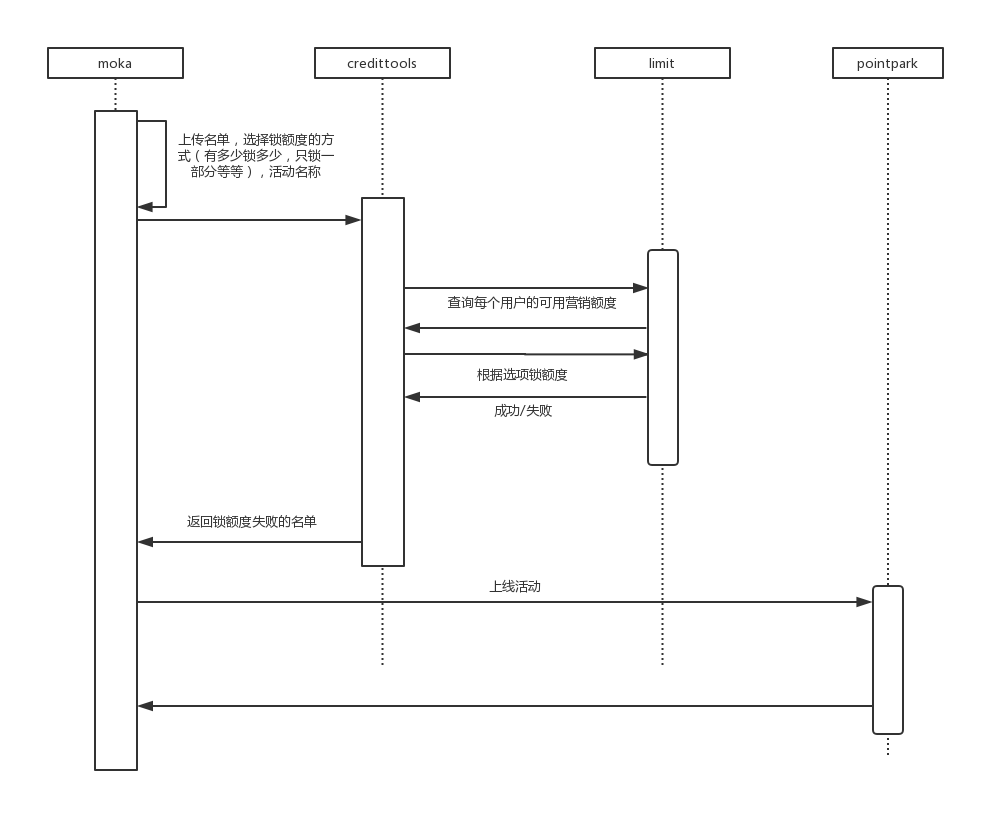 moka
credittools
limit
pointpark
上传名单，选择锁额度的方
式（有多少锁多少，只锁一
部分等等），活动名称
查询每个用户的可用营销额度
根据选项锁额度
成功/失败
返回锁额度失败的名单
上线活动